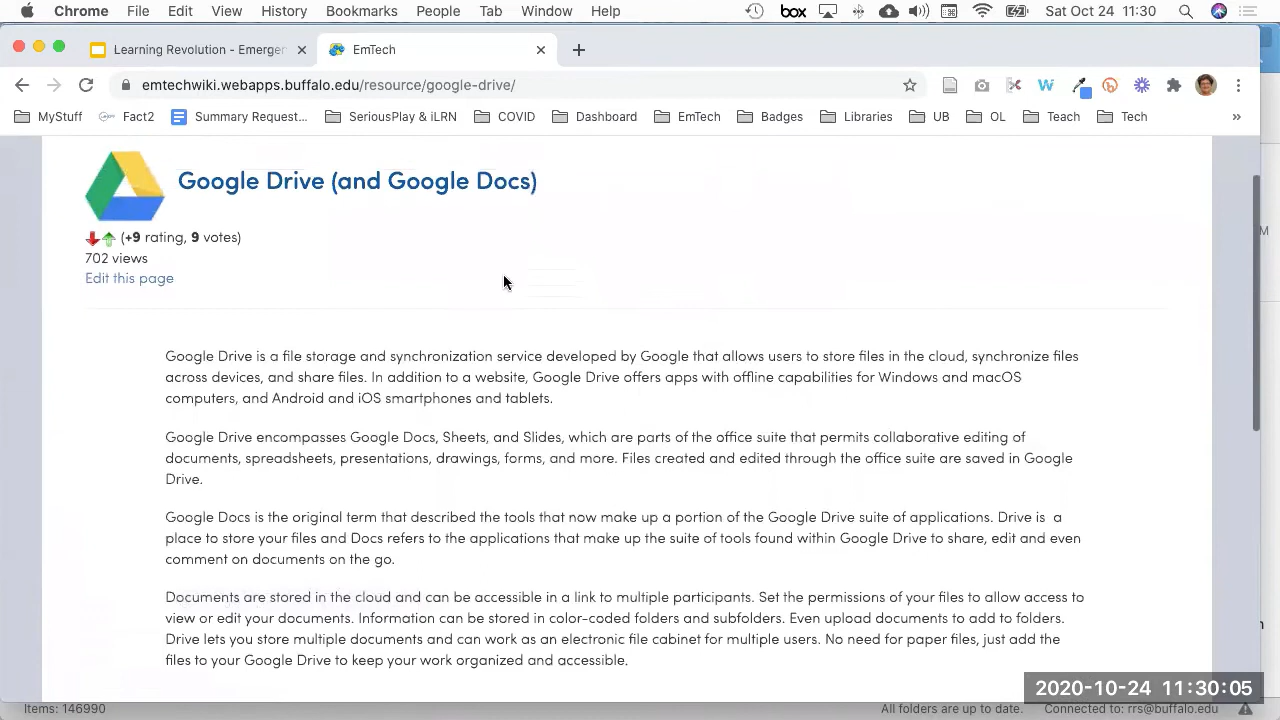 Chrome File Edit View History Bookmarks People Tab Window Help box Sat Oct 24 11:30
Learning Revolution - Emerger EmTech
emtechwiki.webapps.buffalo.edu/resource/google-drive/
MyStuff Fact2 Summary Request... SeriousPlay & iLRN COVID Dashboard EmTech Badges Libraries UB OL Teach Tech »
Google Drive (and Google Docs)
(+9 rating, 9 votes)
702 views
Edit this page
Google Drive is a file storage and synchronization service developed by Google that allows users to store files in the cloud, synchronize files
across devices, and share files. In addition to a website, Google Drive offers apps with offline capabilities for Windows and macOS
computers, and Android and iOS smartphones and tablets.
Google Drive encompasses Google Docs, Sheets, and Slides, which are parts of the office suite that permits collaborative editing of
documents, spreadsheets, presentations, drawings, forms, and more. Files created and edited through the office suite are saved in Google
Drive.
Google Docs is the original term that described the tools that now make up a portion of the Google Drive suite of applications. Drive is a
place to store your files and Docs refers to the applications that make up the suite of tools found within Google Drive to share, edit and even
comment on documents on the go.
Documents are stored in the cloud and can be accessible in a link to multiple participants. Set the permissions of your files to allow access to
view or edit your documents. Information can be stored in color-coded folders and subfolders. Even upload documents to add to folders.
Drive lets you store multiple documents and can work as an electronic file cabinet for multiple users. No need for paper files, just add the
files to your Google Drive to keep your work organized and accessible.
2020-10-24 11:30:05
Items: 146990 All folders are up to date. Connected to: rrs@buffalo.edu